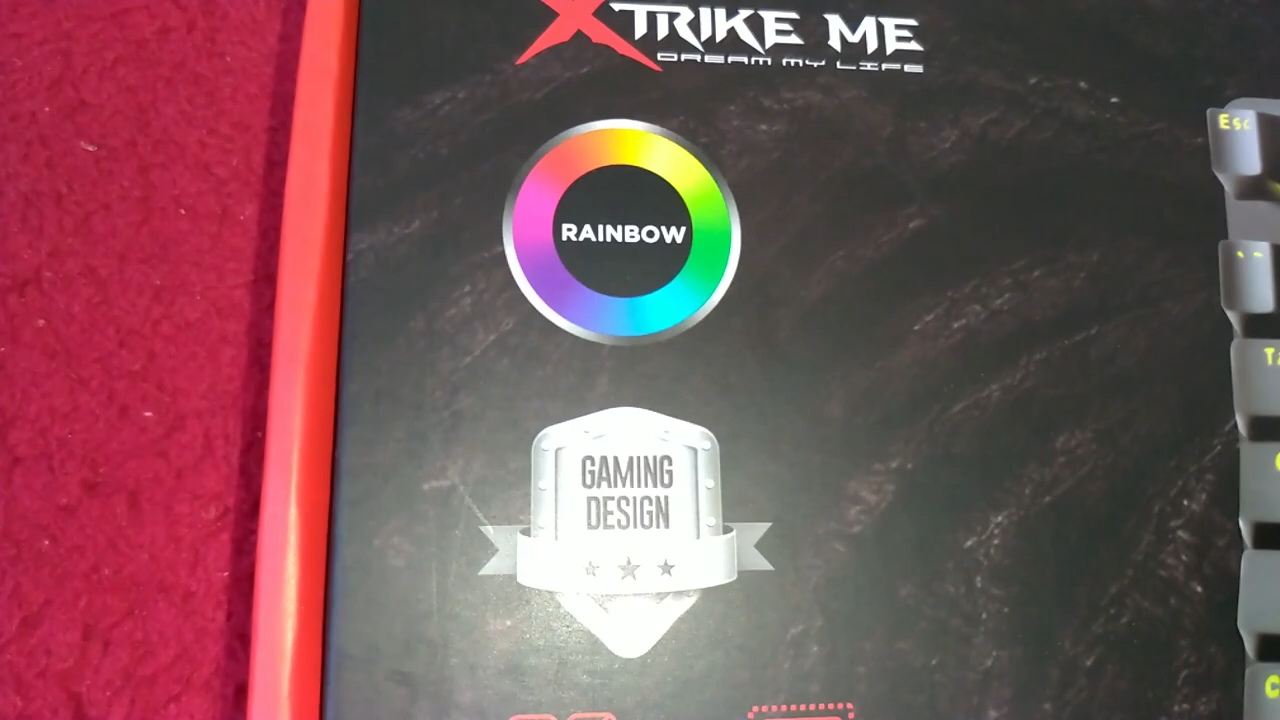 XTRIKE ME
DREAM MY LIFE
Esc
RAINBOW
GAMING
DESIGN